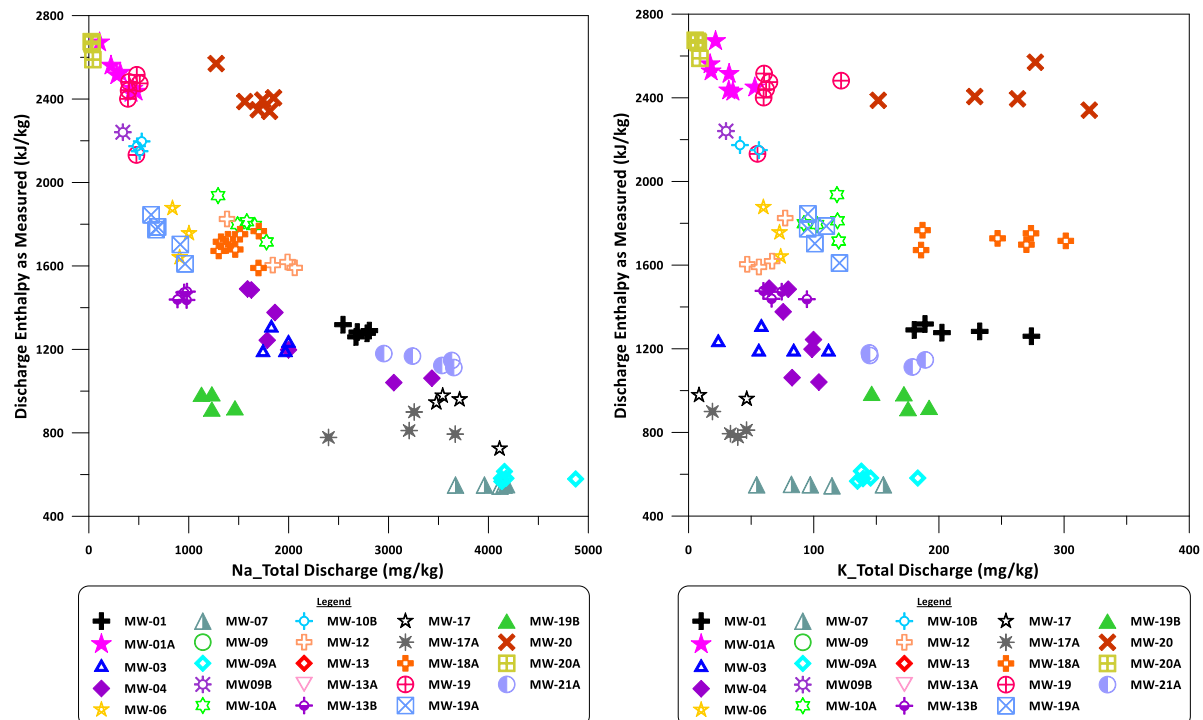 2800
2400
2000
1600
1200
800
400
Discharge Enthalpy as Measured (kJ/kg)
0 1000 2000 3000 4000 5000
Na_Total Discharge (mg/kg)
Legend
MW-01 MW-07 MW-10B MW-17 MW-19B
MW-01A MW-09 MW-12 MW-17A MW-20
MW-03 MW-09A MW-13 MW-18A MW-20A
MW-04 MW09B MW-13A MW-19 MW-21A
MW-06 MW-10A MW-13B MW-19A
2800
2400
2000
1600
1200
800
400
Discharge Enthalpy as Measured (kJ/kg)
0 100 200 300 400
K_Total Discharge (mg/kg)
Legend
MW-01 MW-07 MW-10B MW-17 MW-19B
MW-01A MW-09 MW-12 MW-17A MW-20
MW-03 MW-09A MW-13 MW-18A MW-20A
MW-04 MW09B MW-13A MW-19 MW-21A
MW-06 MW-10A MW-13B MW-19A